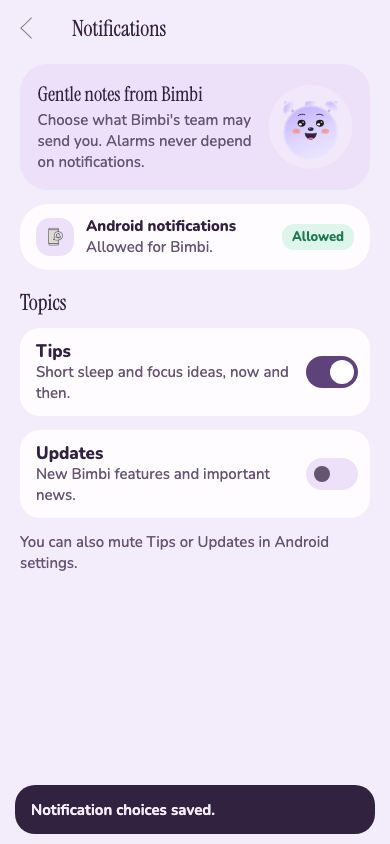 Notifications
Gentle notes from Bimbi
Choose what Bimbi's team may
send you. Alarms never depend
on notifications.
Android notifications
Allowed for Bimbi.
Allowed
Topics
Tips
Short sleep and focus ideas, now and
then.
Updates
New Bimbi features and important
news.
You can also mute Tips or Updates in Android
settings.
Notification choices saved.